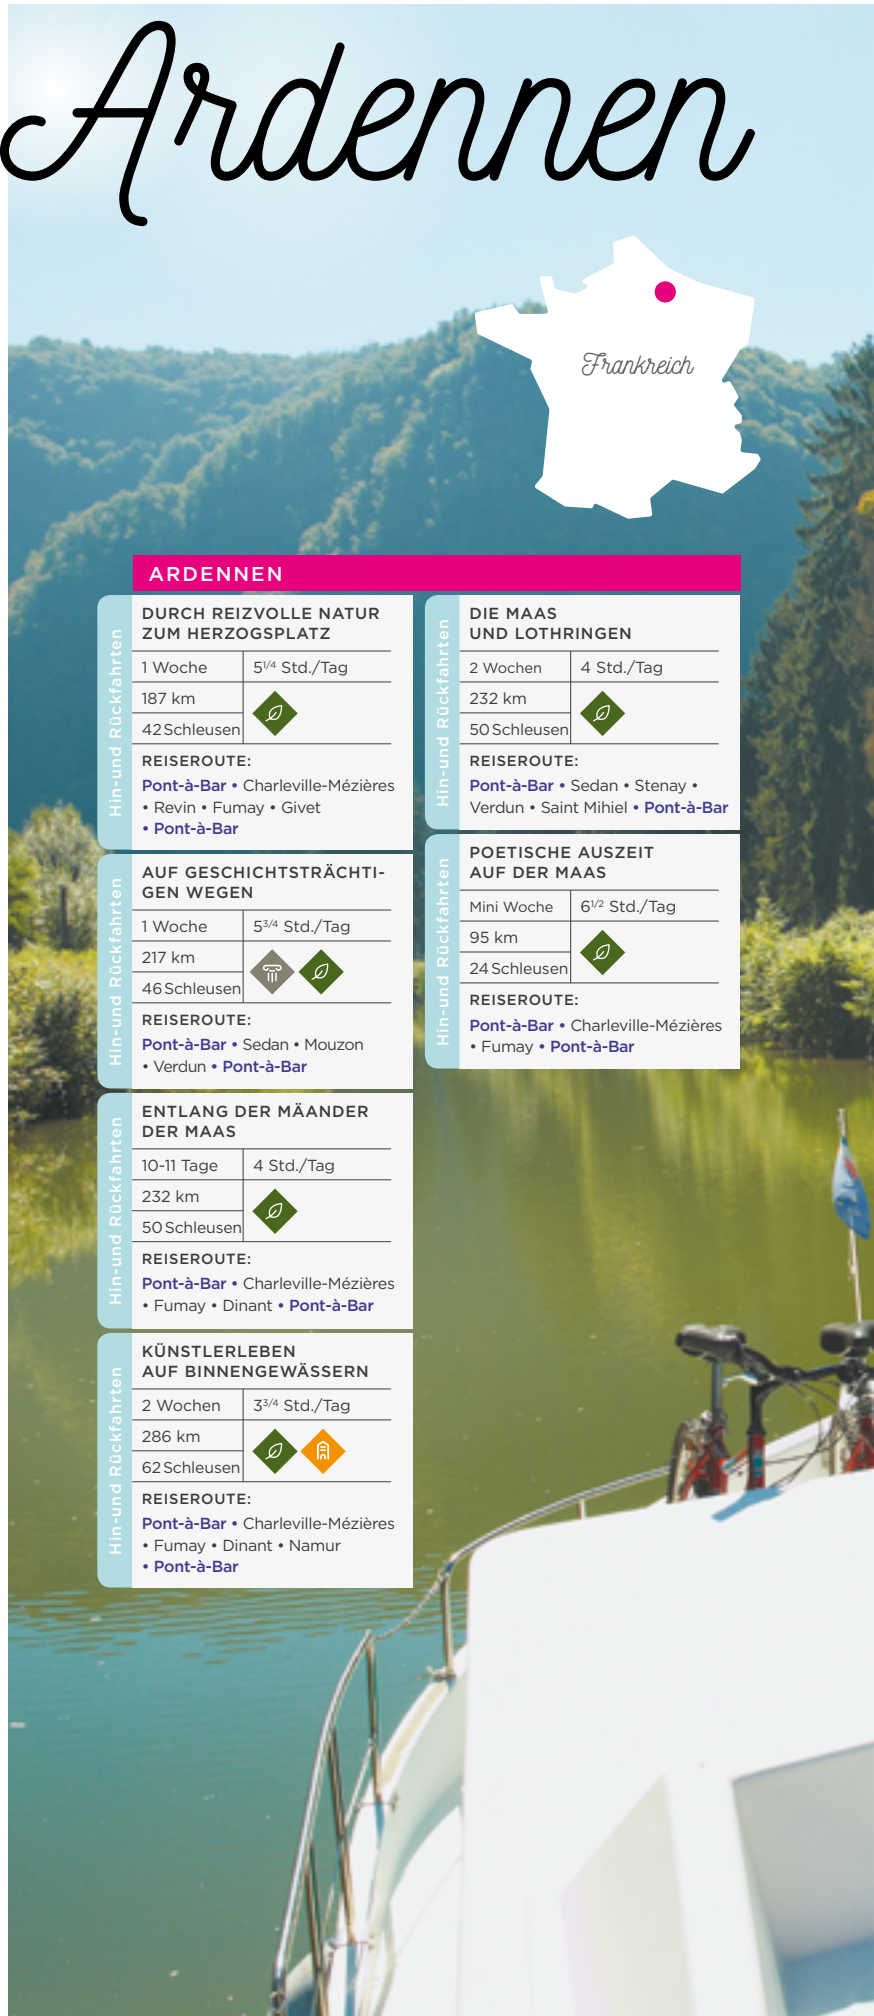 Ardennen
Frankreich
ARDENNEN
Hin-und Rückfahrten
DURCH REIZVOLLE NATUR
ZUM HERZOGSPLATZ
1 Woche 5 1/4 Std./Tag
187 km
42 Schleusen
REISEROUTE:
Pont-à-Bar • Charleville-Mézières
• Revin • Fumay • Givet
• Pont-à-Bar
Hin-und Rückfahrten
AUF GESCHICHTSTRÄCHTI-
GEN WEGEN
1 Woche 5 3/4 Std./Tag
217 km
46 Schleusen
REISEROUTE:
Pont-à-Bar • Sedan • Mouzon
• Verdun • Pont-à-Bar
Hin-und Rückfahrten
ENTLANG DER MÄANDER
DER MAAS
10-11 Tage 4 Std./Tag
232 km
50 Schleusen
REISEROUTE:
Pont-à-Bar • Charleville-Mézières
• Fumay • Dinant • Pont-à-Bar
Hin-und Rückfahrten
KÜNSTLERLEBEN
AUF BINNENGEWÄSSERN
2 Wochen 3 3/4 Std./Tag
286 km
62 Schleusen
REISEROUTE:
Pont-à-Bar • Charleville-Mézières
• Fumay • Dinant • Namur
• Pont-à-Bar
Hin-und Rückfahrten
DIE MAAS
UND LOTHRINGEN
2 Wochen 4 Std./Tag
232 km
50 Schleusen
REISEROUTE:
Pont-à-Bar • Sedan • Stenay •
Verdun • Saint Mihiel • Pont-à-Bar
Hin-und Rückfahrten
POETISCHE AUSZEIT
AUF DER MAAS
Mini Woche 6 1/2 Std./Tag
95 km
24 Schleusen
REISEROUTE:
Pont-à-Bar • Charleville-Mézières
• Fumay • Pont-à-Bar